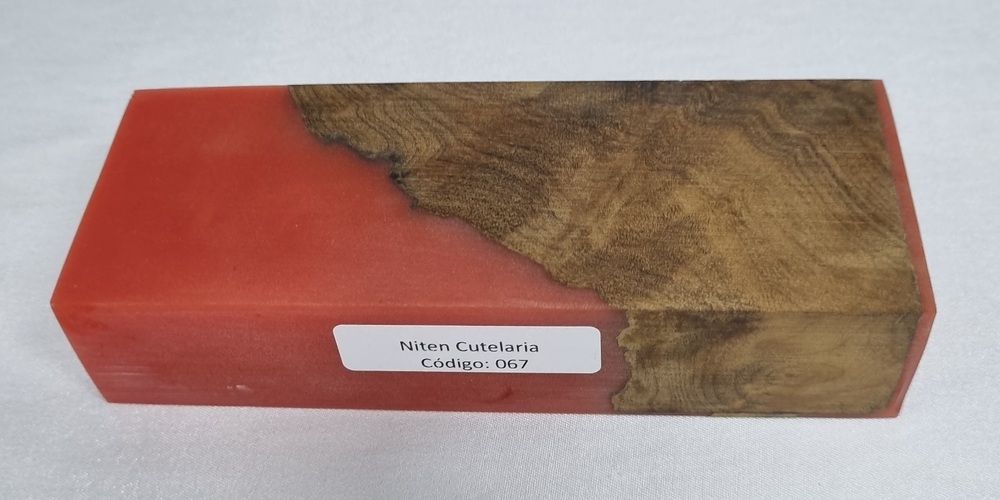 Niten Cutelaria
Código: 067